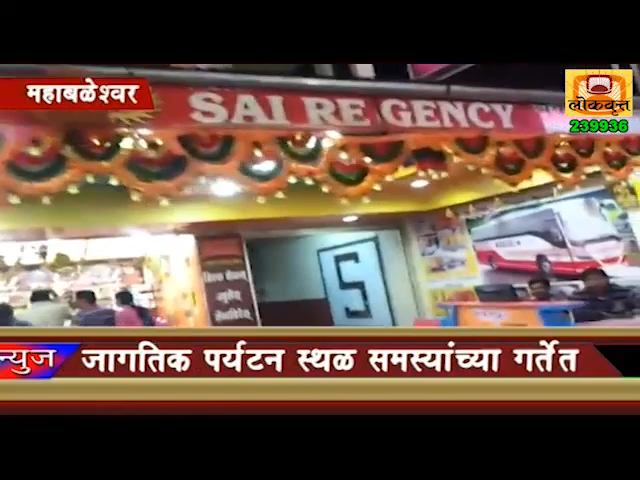 महाबळेश्वर
लोकवृत्त
239936
SAI REGENCY
S
न्युज
जागतिक पर्यटन स्थळ समस्यांच्या गर्तेत